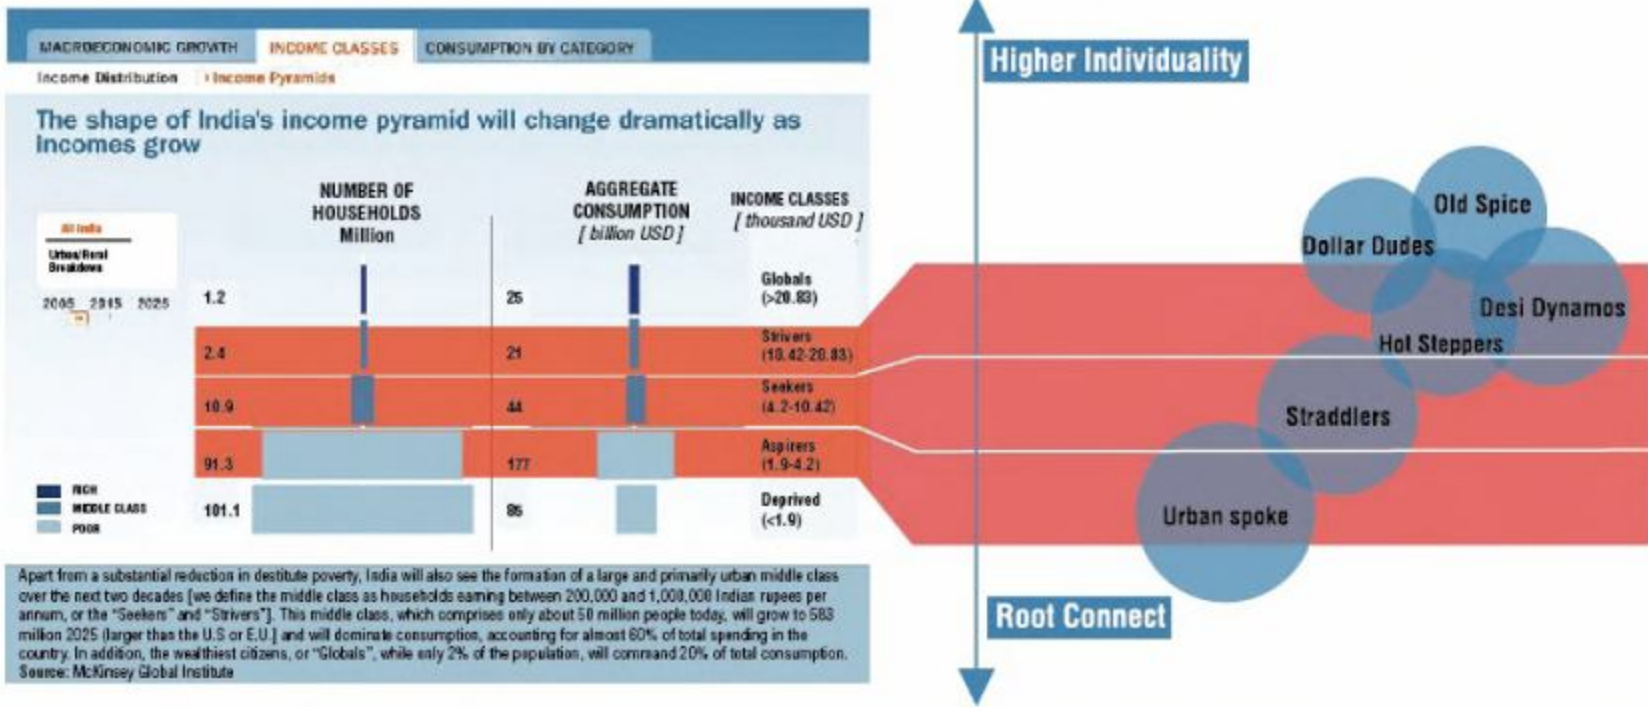 MACROECONOMIC GROWTH
INCOME CLASSES
CONSUMPTION BY CATEGORY
Income Distribution
› Income Pyramids
The shape of India's income pyramid will change dramatically as
incomes grow
All India
Urban/Rural
Breakdown
2005 2015 2025
NUMBER OF
HOUSEHOLDS
Million
AGGREGATE
CONSUMPTION
[ billion USD ]
INCOME CLASSES
[ thousand USD ]
1.2
25
Globals
(>20.83)
2.4
21
Strivers
(10.42-20.83)
10.9
44
Seekers
(4.2-10.42)
91.3
177
Aspirers
(1.9-4.2)
101.1
85
Deprived
(<1.9)
RICH
MIDDLE CLASS
POOR
Apart from a substantial reduction in destitute poverty, India will also see the formation of a large and primarily urban middle class
over the next two decades [we define the middle class as households earning between 200,000 and 1,000,000 Indian rupees per
annum, or the "Seekers" and "Strivers"]. This middle class, which comprises only about 50 million people today, will grow to 583
million 2025 (larger than the U.S or E.U.] and will dominate consumption, accounting for almost 60% of total spending in the
country. In addition, the wealthiest citizens, or "Globals", while only 2% of the population, will command 20% of total consumption.
Source: McKinsey Global Institute
Higher Individuality
Old Spice
Dollar Dudes
Desi Dynamos
Hot Steppers
Straddlers
Urban spoke
Root Connect